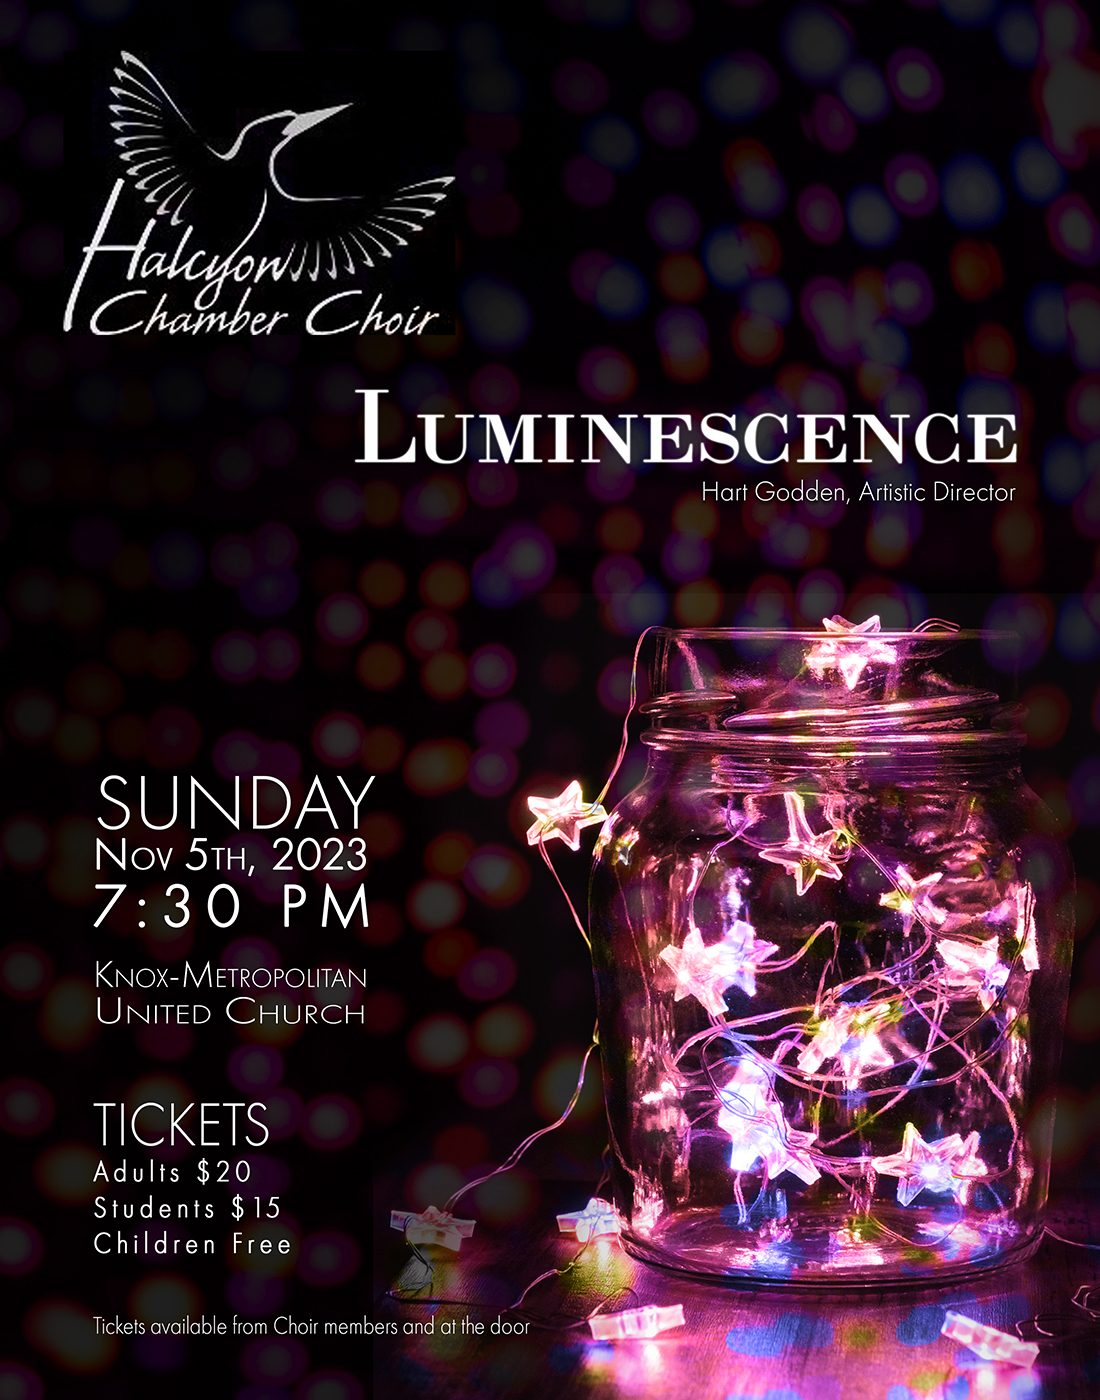 Halcyon
Chamber Choir
LUMINESCENCE
Hart Godden, Artistic Director
SUNDAY
NOV 5TH, 2023
7:30 PM
KNOX-METROPOLITAN
UNITED CHURCH
TICKETS
Adults $20
Students $15
Children Free
Tickets available from Choir members and at the door